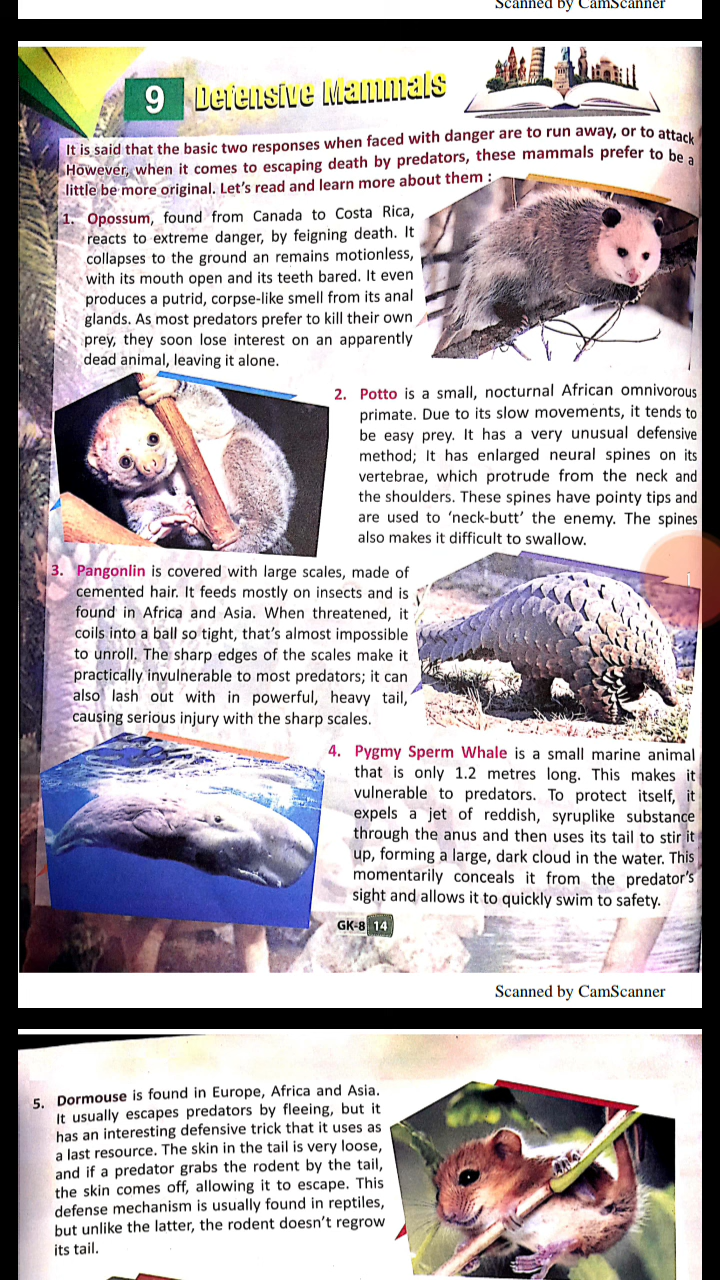 Scanned by CamScanner
9 Defensive Mammals
It is said that the basic two responses when faced with danger are to run away, or to attack
However, when it comes to escaping death by predators, these mammals prefer to be a
little be more original. Let's read and learn more about them :
1. Opossum, found from Canada to Costa Rica,
reacts to extreme danger, by feigning death. It
collapses to the ground an remains motionless,
with its mouth open and its teeth bared. It even
produces a putrid, corpse-like smell from its anal
glands. As most predators prefer to kill their own
prey, they soon lose interest on an apparently
dead animal, leaving it alone.
2. Potto is a small, nocturnal African omnivorous
primate. Due to its slow movements, it tends to
be easy prey. It has a very unusual defensive
method; It has enlarged neural spines on its
vertebrae, which protrude from the neck and
the shoulders. These spines have pointy tips and
are used to 'neck-butt' the enemy. The spines
also makes it difficult to swallow.
3. Pangonlin is covered with large scales, made of
cemented hair. It feeds mostly on insects and is
found in Africa and Asia. When threatened, it
coils into a ball so tight, that's almost impossible
to unroll. The sharp edges of the scales make it
practically invulnerable to most predators; it can
also lash out with in powerful, heavy tail,
causing serious injury with the sharp scales.
4. Pygmy Sperm Whale is a small marine animal
that is only 1.2 metres long. This makes it
vulnerable to predators. To protect itself, it
expels a jet of reddish, syruplike substance
through the anus and then uses its tail to stir it
up, forming a large, dark cloud in the water. This
momentarily conceals it from the predator's
sight and allows it to quickly swim to safety.
GK-8 14
Scanned by CamScanner
5. Dormouse is found in Europe, Africa and Asia.
It usually escapes predators by fleeing, but it
has an interesting defensive trick that it uses as
a last resource. The skin in the tail is very loose,
and if a predator grabs the rodent by the tail,
the skin comes off, allowing it to escape. This
defense mechanism is usually found in reptiles,
but unlike the latter, the rodent doesn't regrow
its tail.